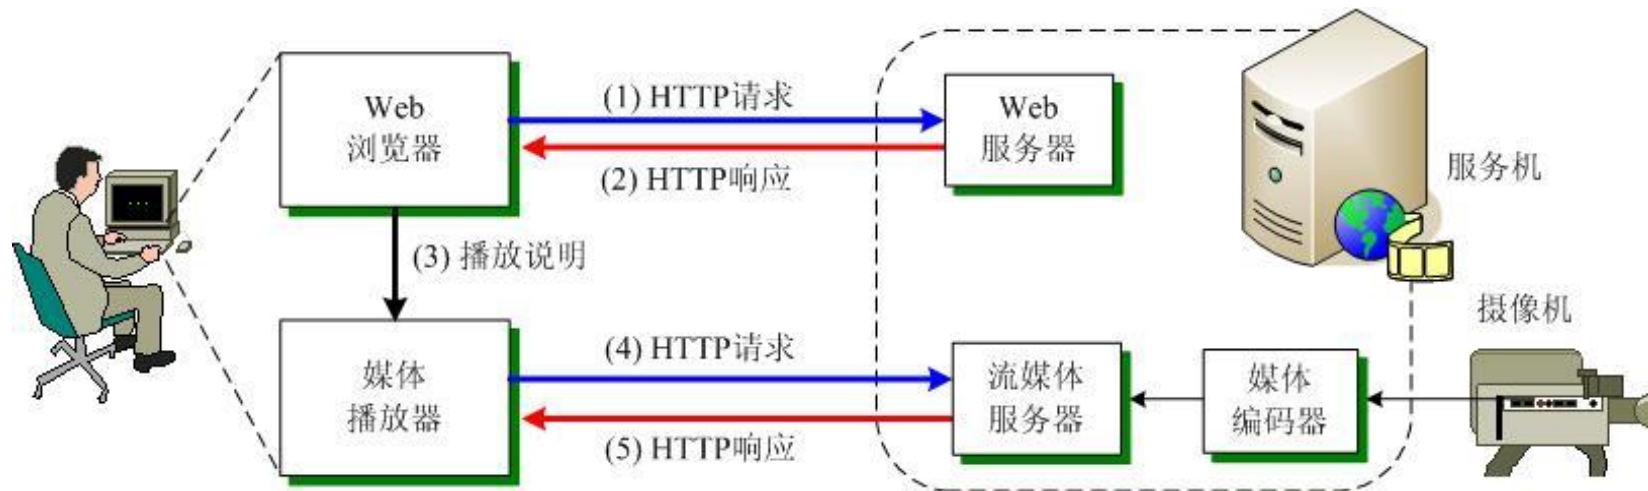 Web
浏览器
(1) HTTP请求
(2) HTTP响应
Web
服务器
服务机
(3) 播放说明
摄像机
媒体
播放器
(4) HTTP请求
(5) HTTP响应
流媒体
服务器
媒体
编码器